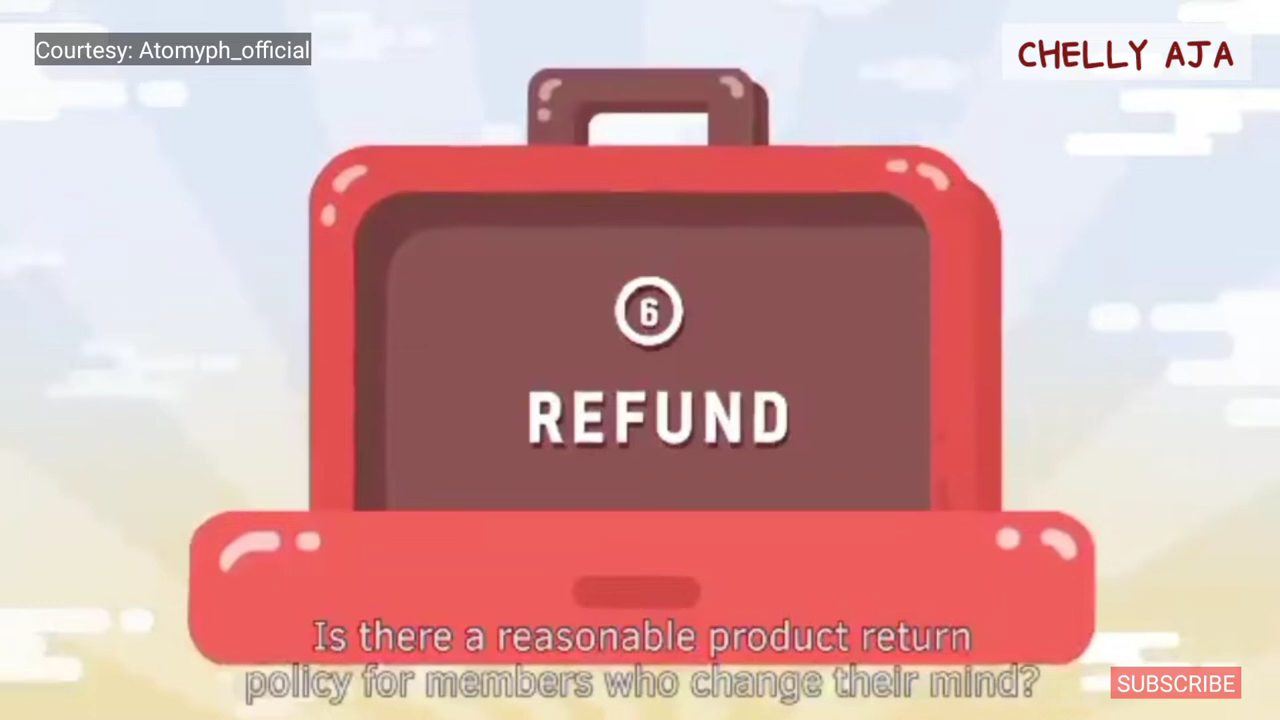 Courtesy: Atomyph_official
CHELLY AJA
6
REFUND
Is there a reasonable product return
policy for members who change their mind?
SUBSCRIBE